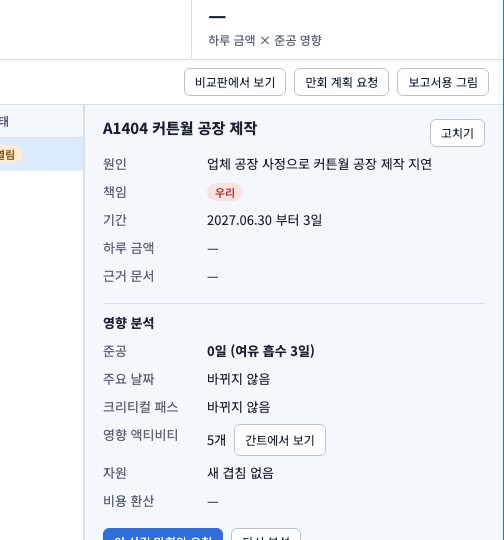 —
하루 금액 × 준공 영향
비교판에서 보기 만회 계획 요청 보고서용 그림
A1404 커튼월 공장 제작 고치기
원인 업체 공장 사정으로 커튼월 공장 제작 지연
책임 우리
기간 2027.06.30 부터 3일
하루 금액 —
근거 문서 —
영향 분석
준공 0일 (여유 흡수 3일)
주요 날짜 바뀌지 않음
크리티컬 패스 바뀌지 않음
영향 액티비티 5개 간트에서 보기
자원 새 겹침 없음
비용 환산 —